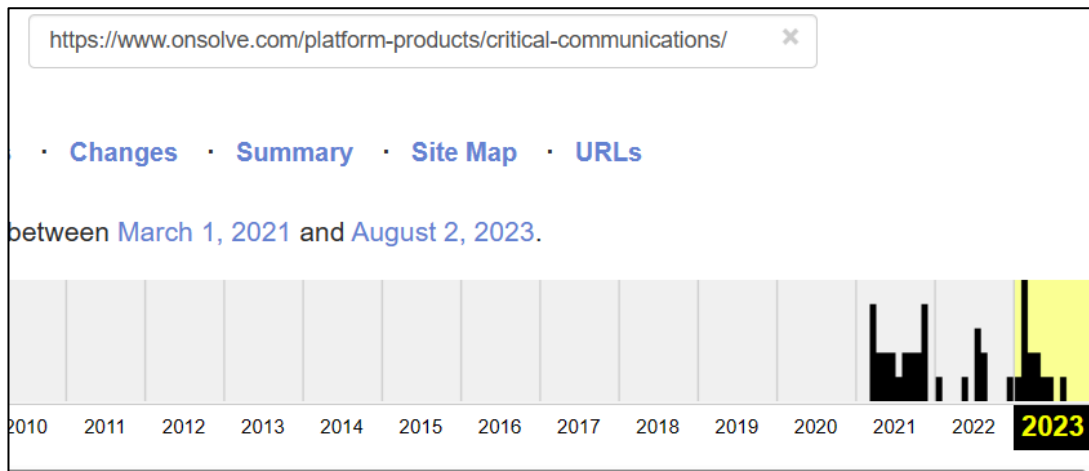 https://www.onsolve.com/platform-products/critical-communications/ ×
· Changes · Summary · Site Map · URLs
between March 1, 2021 and August 2, 2023.
2010 2011 2012 2013 2014 2015 2016 2017 2018 2019 2020 2021 2022 2023